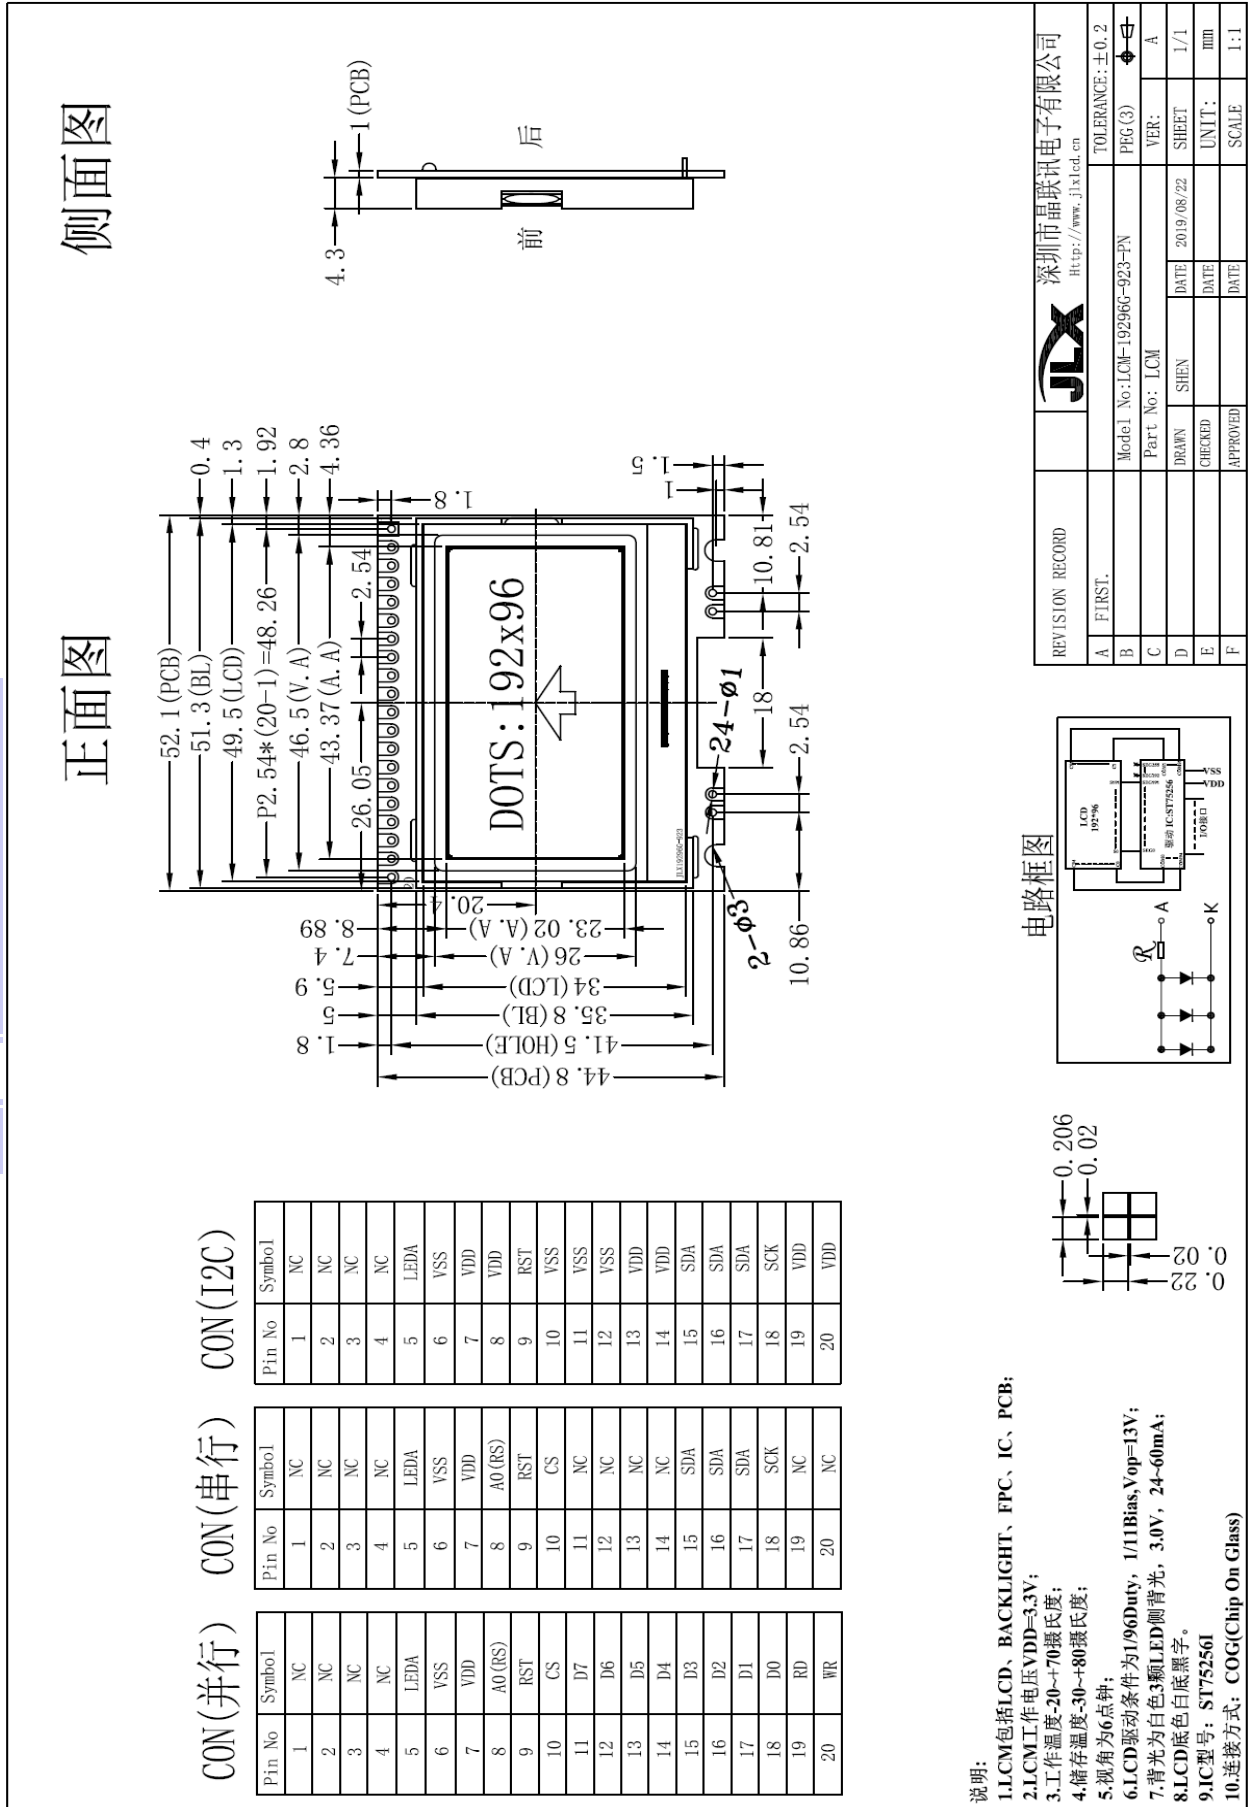 正面图
侧面图
52.1(PCB)
0.4
51.3(BL)
1.3
49.5(LCD)
1.92
P2.54*(20-1)=48.26
2.8
46.5(V.A)
4.36
43.37(A.A)
26.05
2.54
1.8
44.8(PCB)
41.5(HOLE)
1.8
35.8(BL)
5
34(LCD)
5.9
26(V.A)
7.4
23.02(A.A)
8.89
20.4
DOTS:192x96
JLX19296G-923
1.5
1
24-ø1
2-ø3
10.86
2.54
18
10.81
2.54
4.3
1(PCB)
前
后
CON(并行)
Pin No Symbol
1 NC
2 NC
3 NC
4 NC
5 LEDA
6 VSS
7 VDD
8 A0(RS)
9 RST
10 CS
11 D7
12 D6
13 D5
14 D4
15 D3
16 D2
17 D1
18 D0
19 RD
20 WR
CON(串行)
Pin No Symbol
1 NC
2 NC
3 NC
4 NC
5 LEDA
6 VSS
7 VDD
8 A0(RS)
9 RST
10 CS
11 NC
12 NC
13 NC
14 NC
15 SDA
16 SDA
17 SDA
18 SCK
19 NC
20 NC
CON(I2C)
Pin No Symbol
1 NC
2 NC
3 NC
4 NC
5 LEDA
6 VSS
7 VDD
8 VDD
9 RST
10 VSS
11 VSS
12 VSS
13 VDD
14 VDD
15 SDA
16 SDA
17 SDA
18 SCK
19 VDD
20 VDD
说明:
1.LCM包括LCD、BACKLIGHT、FPC、IC、PCB;
2.LCM工作电压VDD=3.3V;
3.工作温度-20~+70摄氏度;
4.储存温度-30~+80摄氏度;
5.视角为6点钟;
6.LCD驱动条件为1/96Duty, 1/11Bias,Vop=13V;
7.背光为白色3颗LED侧背光, 3.0V, 24~60mA;
8.LCD底色白底黑字。
9.IC型号: ST75256I
10.连接方式: COG(Chip On Glass)
0.206
0.02
0.02
0.22
电路框图
R
A
K
LCD
192*96
驱动 IC:ST75256
VSS
VDD
I/O接口
REVISION RECORD
A FIRST.
B
C
D
E
F
JLX
深圳市晶联讯电子有限公司
Http://www.jlxlcd.cn
TOLERANCE:±0.2
Model No:LCM-19296G-923-PN
PEG(3)
Part No: LCM
VER: A
DRAWN SHEN DATE 2019/08/22 SHEET 1/1
CHECKED DATE UNIT: mm
APPROVED DATE SCALE 1:1